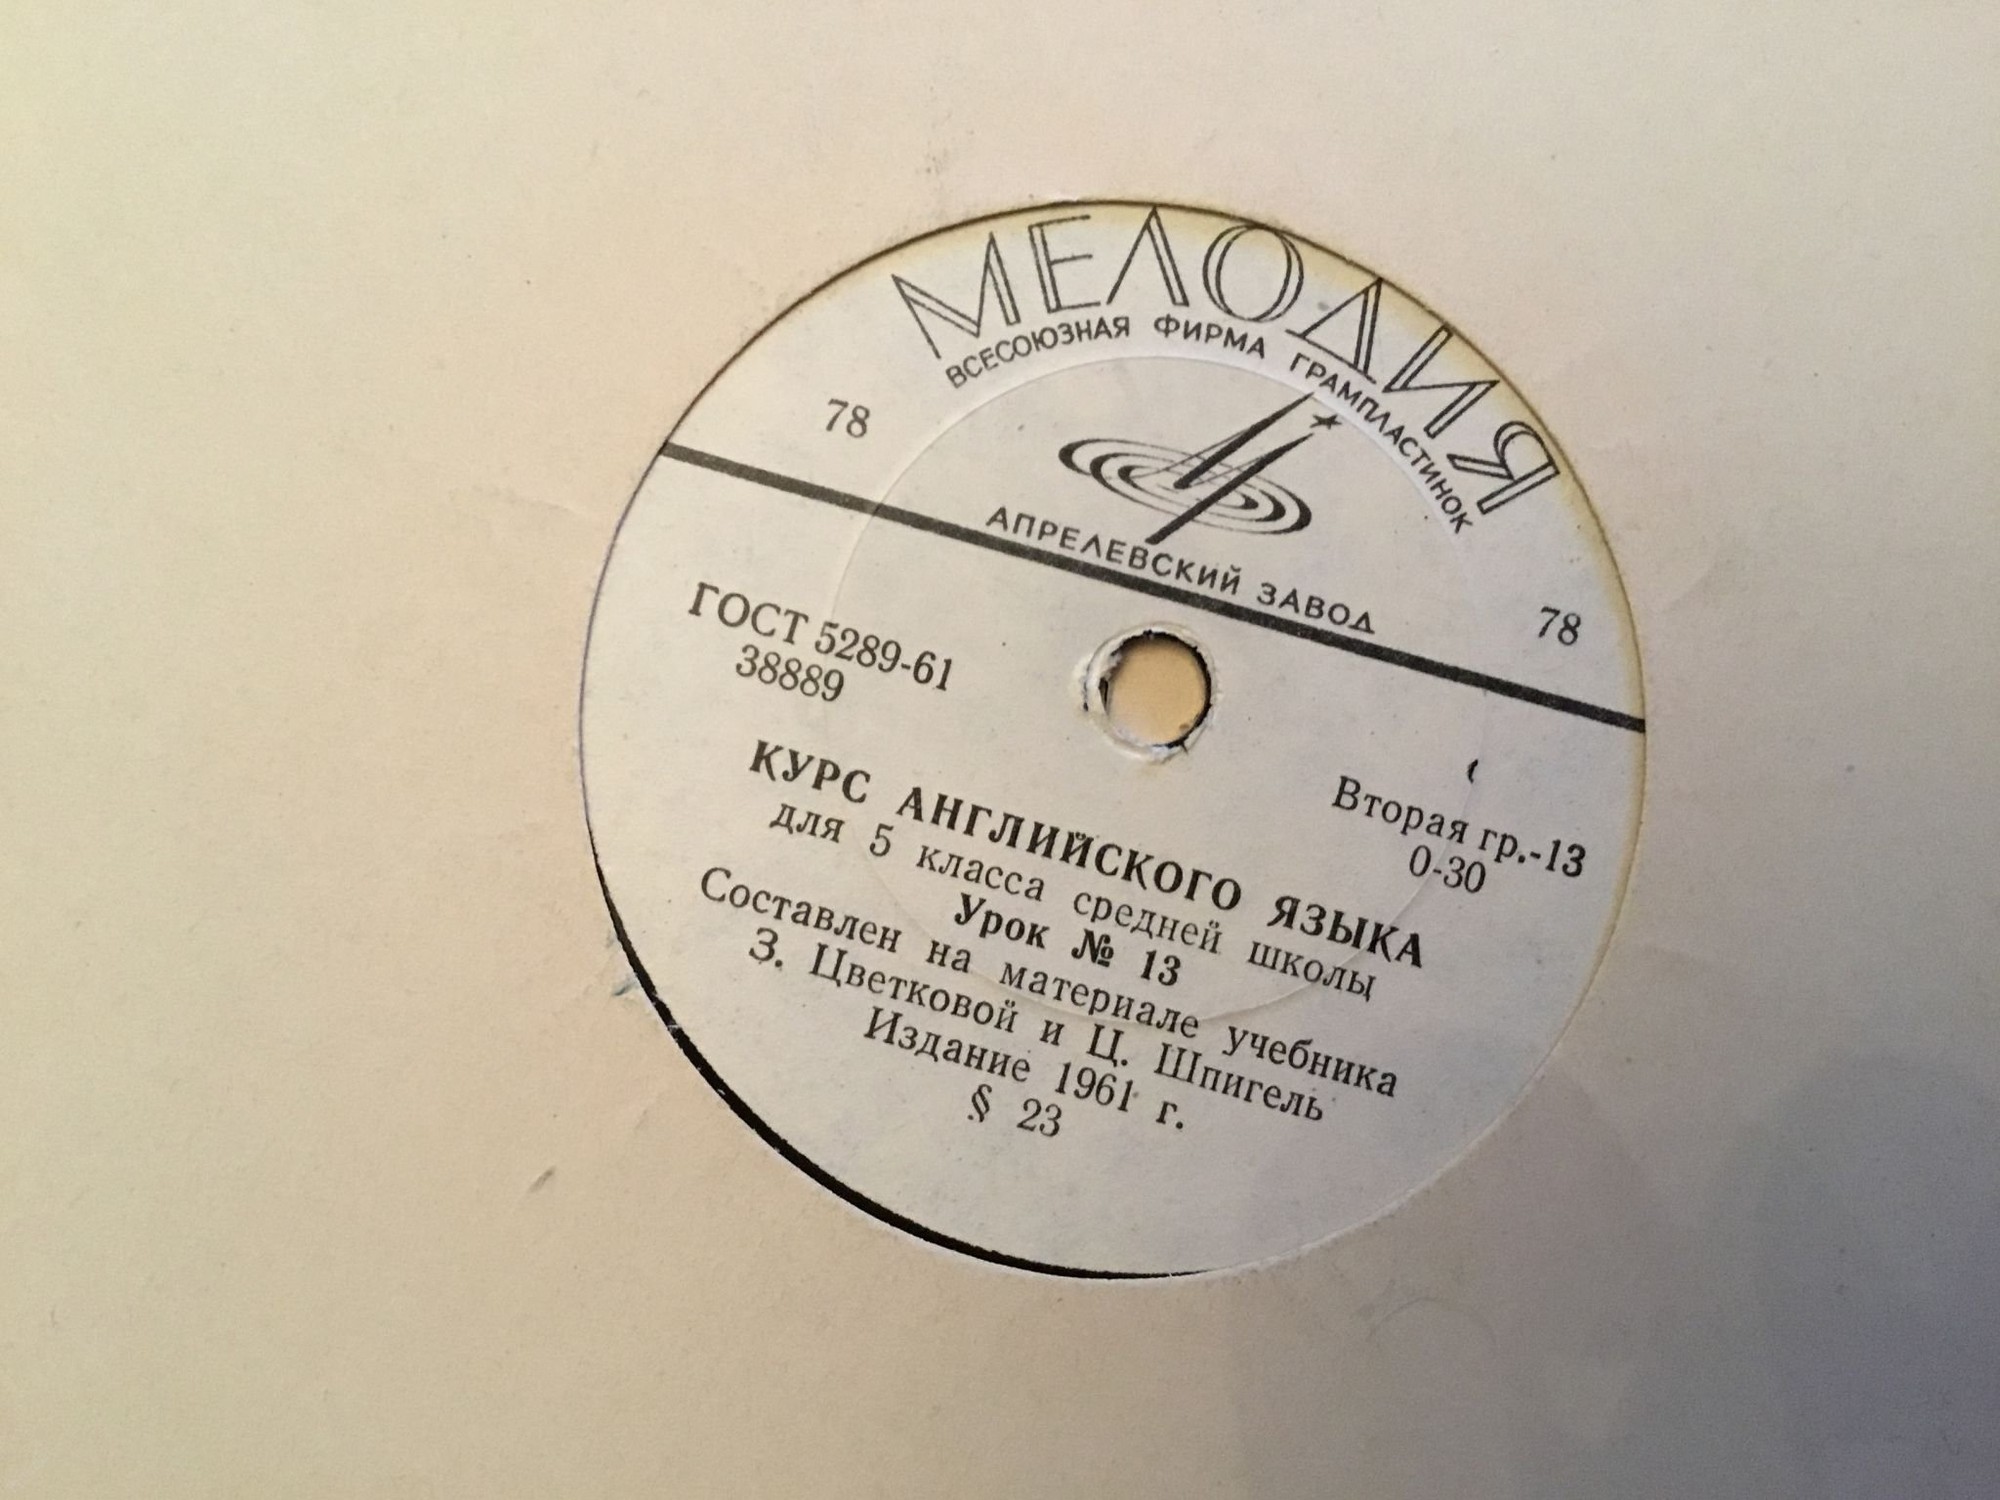 МЕЛОДИЯ
ВСЕСОЮЗНАЯ ФИРМА ГРАМПЛАСТИНОК
78
АПРЕЛЕВСКИЙ ЗАВОД
78
ГОСТ 5289-61
38889
Вторая гр.-13
0-30
КУРС АНГЛИЙСКОГО ЯЗЫКА
для 5 класса средней школы
Урок № 13
Составлен на материале учебника
З. Цветковой и Ц. Шпигель
Издание 1961 г.
§ 23